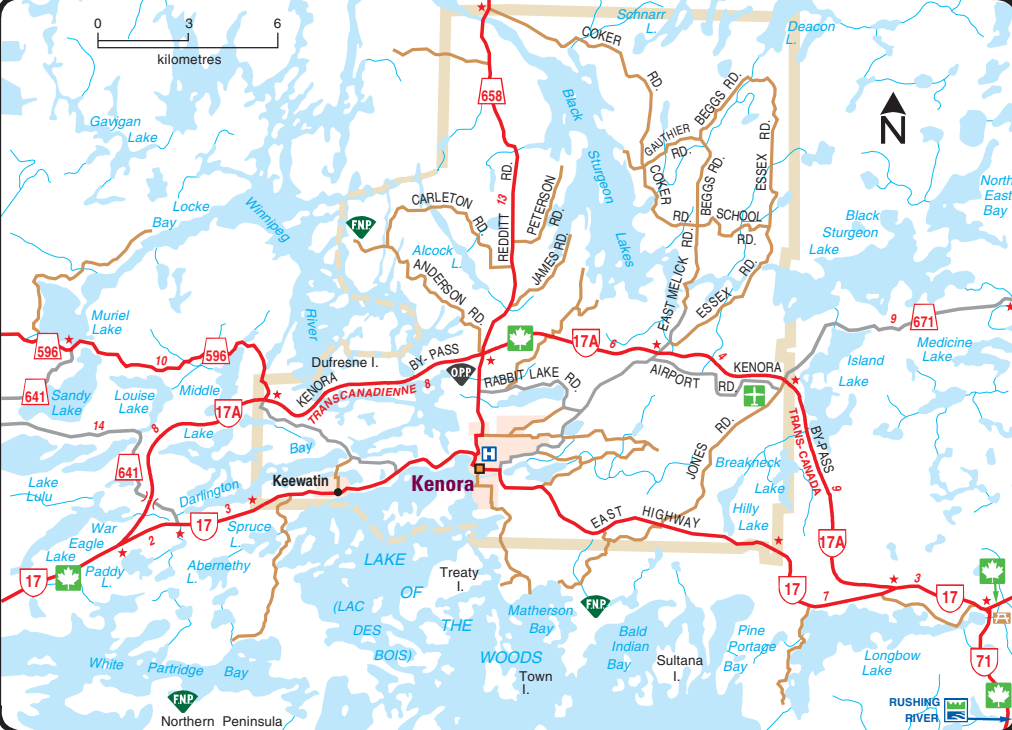 0 3 6
kilometres
Schnarr
L.
Deacon
L.
COKER
RD.
658
Black
Sturgeon
Lakes
BEGGS RD.
GAUTHIER
RD.
ESSEX RD.
N
Gavigan
Lake
COKER
RD.
BEGGS RD.
SCHOOL
RD.
North
East
Bay
Locke
Bay
Winnipeg
River
F.N.P.
CARLETON
RD.
REDDITT 13 RD.
PETERSON
RD.
Alcock
L.
JAMES RD.
ANDERSON RD.
EAST MELICK RD.
ESSEX RD.
Black
Sturgeon
Lake
Muriel
Lake
596
10
596
641
Sandy
Lake
Louise
Lake
Middle
Lake
17A
8
14
641
Dufresne I.
KENORA BY-PASS
TRANSCANADIENNE 8
O.P.P.
RABBIT LAKE RD.
17A
6
4
KENORA
AIRPORT
RD.
9
671
Medicine
Lake
Island
Lake
BY-PASS
TRANS-CANADA
9
JONES RD.
Breakneck
Lake
Hilly
Lake
Bay
H
Kenora
Keewatin
Lake
Lulu
Darlington
3
17
2
Spruce
L.
War
Eagle
Lake
Paddy
L.
Abernethy
L.
17
EAST HIGHWAY
17A
17
7
3
17
71
LAKE
OF
THE
WOODS
(LAC
DES
BOIS)
Treaty
I.
Matherson
Bay
F.N.P.
Bald
Indian
Bay
Sultana
I.
Pine
Portage
Bay
Longbow
Lake
Town
I.
White Partridge Bay
F.N.P.
Northern Peninsula
RUSHING
RIVER